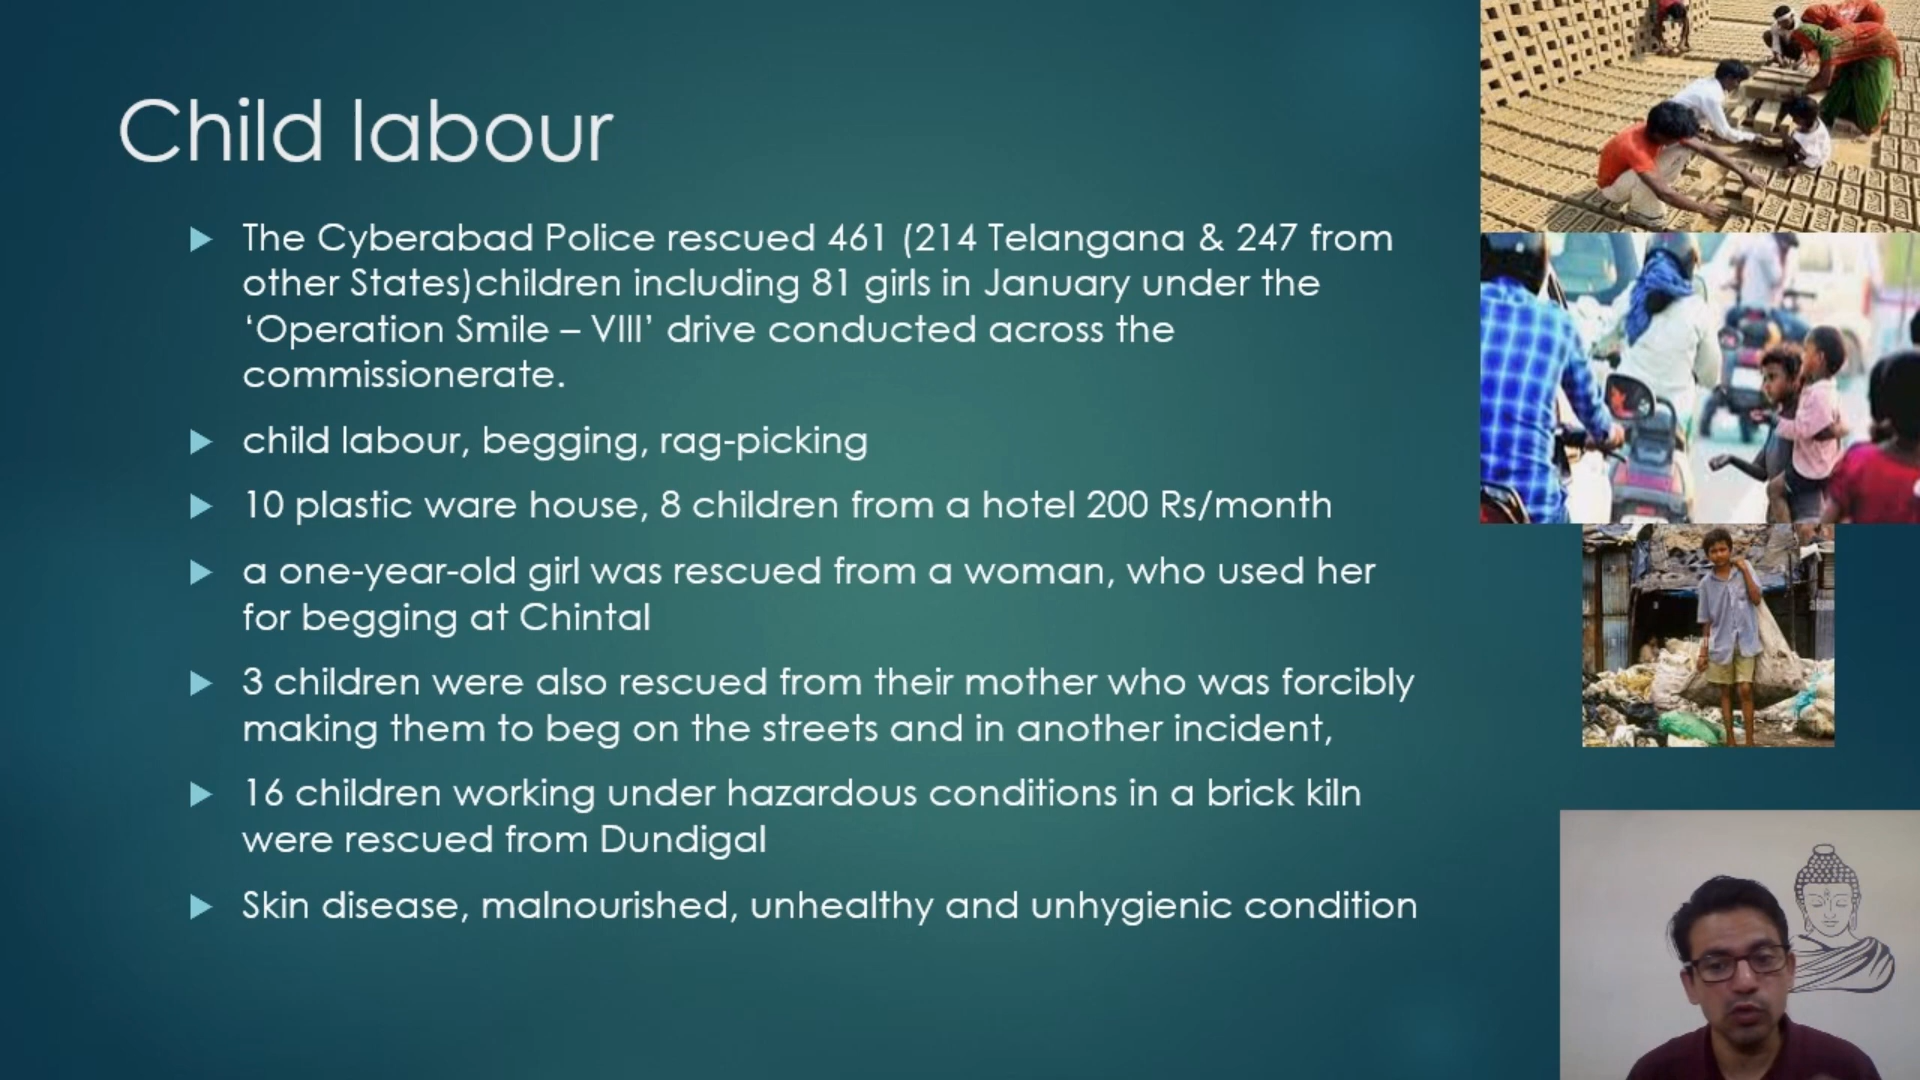 Child labour
The Cyberabad Police rescued 461 (214 Telangana & 247 from
other States)children including 81 girls in January under the
‘Operation Smile – VIII’ drive conducted across the
commissionerate.
child labour, begging, rag-picking
10 plastic ware house, 8 children from a hotel 200 Rs/month
a one-year-old girl was rescued from a woman, who used her
for begging at Chintal
3 children were also rescued from their mother who was forcibly
making them to beg on the streets and in another incident,
16 children working under hazardous conditions in a brick kiln
were rescued from Dundigal
Skin disease, malnourished, unhealthy and unhygienic condition